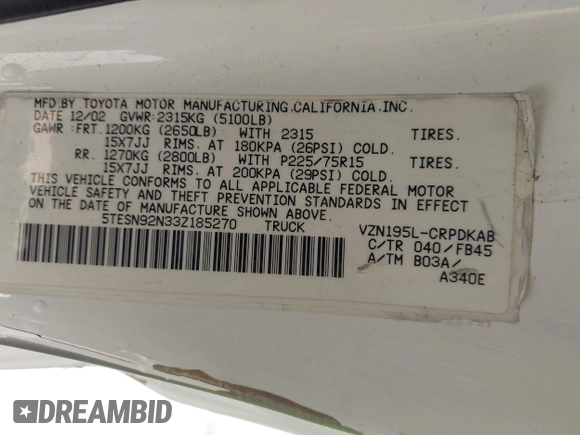 MFD.BY TOYOTA MOTOR MANUFACTURING,CALIFORNIA,INC.
DATE 12/02 GVWR:2315KG (5100LB)
GAWR:FRT.1200KG (2650LB) WITH 2315 TIRES.
15X7JJ RIMS. AT 180KPA (26PSI) COLD.
RR. 1270KG (2800LB) WITH P225/75R15 TIRES.
15X7JJ RIMS. AT 200KPA (29PSI) COLD.
THIS VEHICLE CONFORMS TO ALL APPLICABLE FEDERAL MOTOR
VEHICLE SAFETY AND THEFT PREVENTION STANDARDS IN EFFECT
ON THE DATE OF MANUFACTURE SHOWN ABOVE.
5TESN92N33Z185270 TRUCK
VZN195L-CRPDKAB
C/TR 040/FB45
A/TM B03A/
A340E
DREAMBID